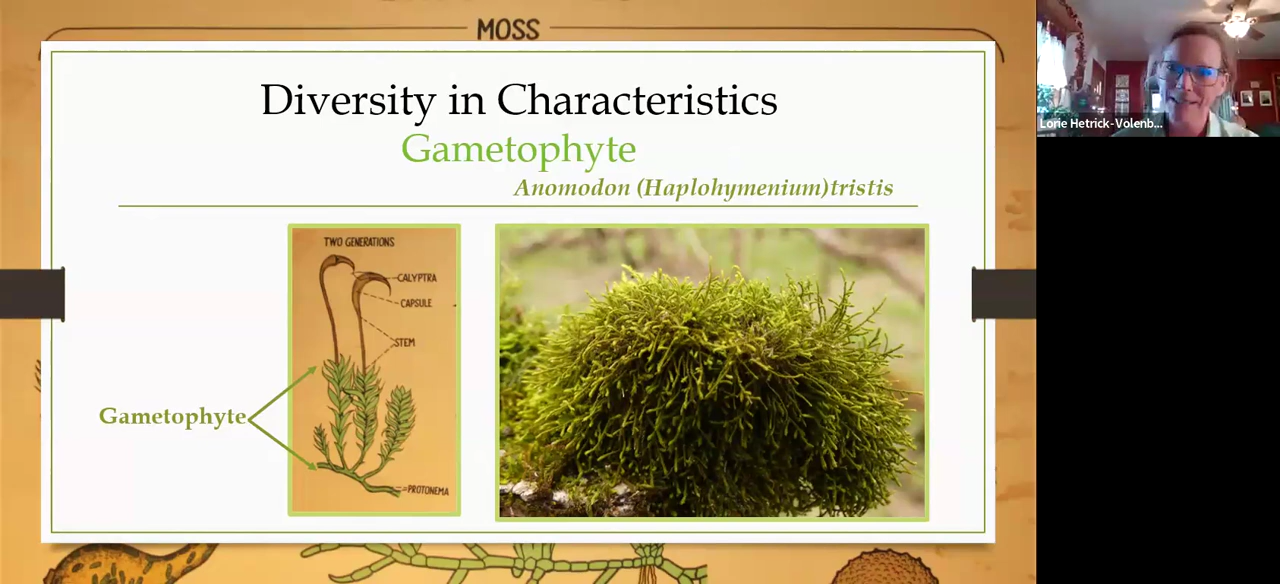 MOSS
Diversity in Characteristics
Gametophyte
Anomodon (Haplohymenium)tristis
TWO GENERATIONS
CALYPTRA
CAPSULE
STEM
Gametophyte
PROTONEMA
Lorie Hetrick-Volenb...